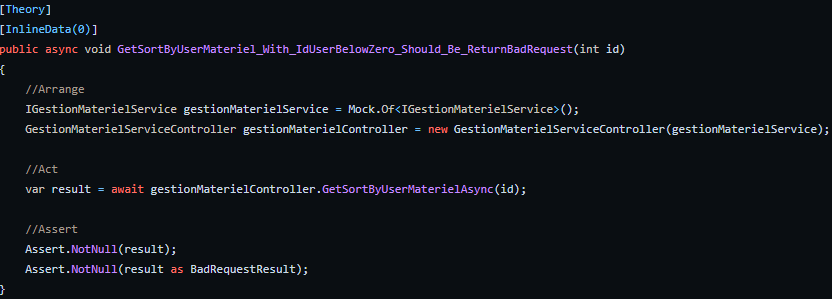 [Theory]
[InlineData(0)]
public async void GetSortByUserMateriel_With_IdUserBelowZero_Should_Be_ReturnBadRequest(int id)
{
//Arrange
IGestionMaterielService gestionMaterielService = Mock.Of<IGestionMaterielService>();
GestionMaterielServiceController gestionMaterielController = new GestionMaterielServiceController(gestionMaterielService);
//Act
var result = await gestionMaterielController.GetSortByUserMaterielAsync(id);
//Assert
Assert.NotNull(result);
Assert.NotNull(result as BadRequestResult);
}